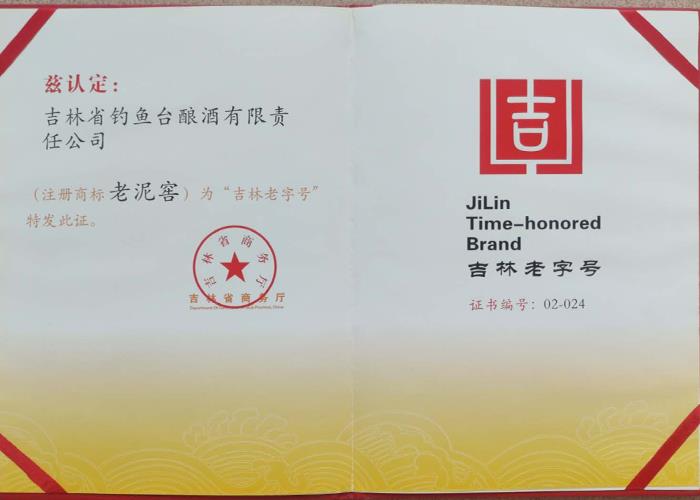 兹认定：
吉林省钓鱼台酿酒有限责
任公司
（注册商标 老泥窖）为“吉林老字号”
特发此证。
吉林省商务厅
吉林省商务厅
吉
JiLin
Time-honored
Brand
吉林老字号
证书编号：02-024